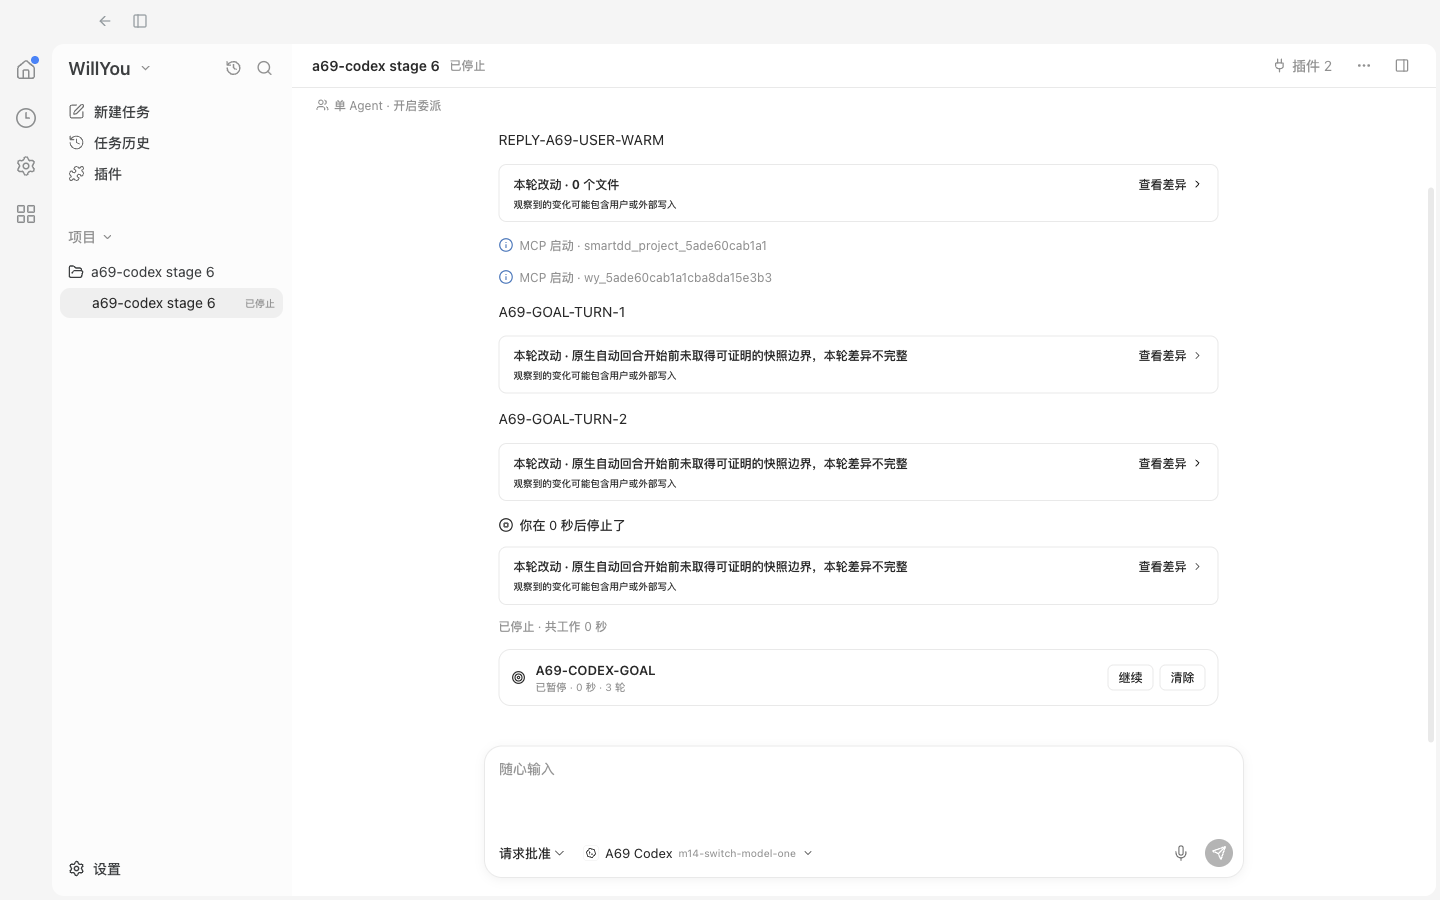 WillYou
新建任务
任务历史
插件
项目
a69-codex stage 6
a69-codex stage 6 已停止
设置
a69-codex stage 6 已停止
插件 2
单 Agent · 开启委派
REPLY-A69-USER-WARM
本轮改动 · 0 个文件 查看差异
观察到的变化可能包含用户或外部写入
MCP 启动 · smartdd_project_5ade60cab1a1
MCP 启动 · wy_5ade60cab1a1cba8da15e3b3
A69-GOAL-TURN-1
本轮改动 · 原生自动回合开始前未取得可证明的快照边界，本轮差异不完整 查看差异
观察到的变化可能包含用户或外部写入
A69-GOAL-TURN-2
本轮改动 · 原生自动回合开始前未取得可证明的快照边界，本轮差异不完整 查看差异
观察到的变化可能包含用户或外部写入
你在 0 秒后停止了
本轮改动 · 原生自动回合开始前未取得可证明的快照边界，本轮差异不完整 查看差异
观察到的变化可能包含用户或外部写入
已停止 · 共工作 0 秒
A69-CODEX-GOAL
已暂停 · 0 秒 · 3 轮
继续 清除
随心输入
请求批准 A69 Codex m14-switch-model-one